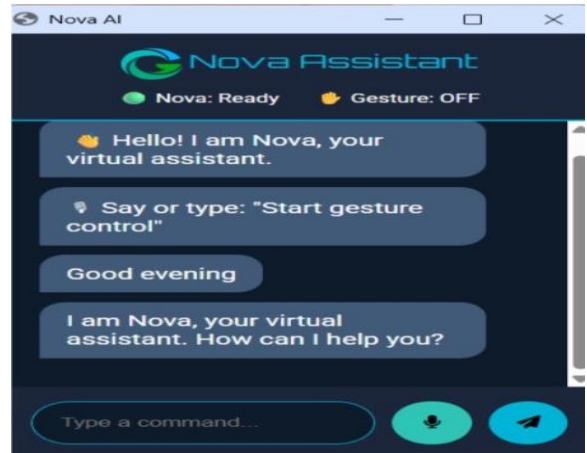 Nova AI
Nova Assistant
Nova: Ready Gesture: OFF
Hello! I am Nova, your
virtual assistant.
Say or type: "Start gesture
control"
Good evening
I am Nova, your virtual
assistant. How can I help you?
Type a command...